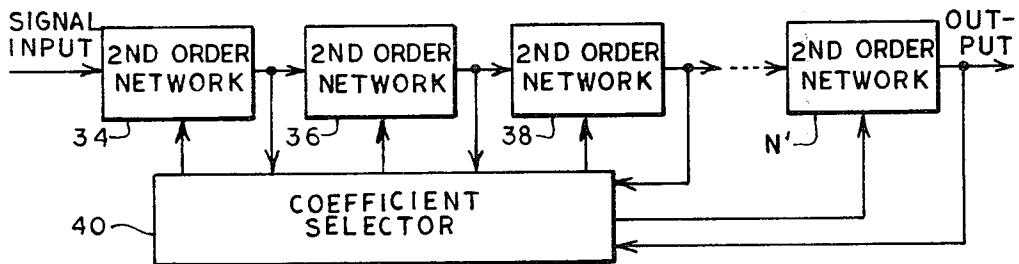 SIGNAL
INPUT
2ND ORDER
NETWORK
34
2ND ORDER
NETWORK
36
2ND ORDER
NETWORK
38
2ND ORDER
NETWORK
N'
OUT-
PUT
COEFFICIENT
SELECTOR
40